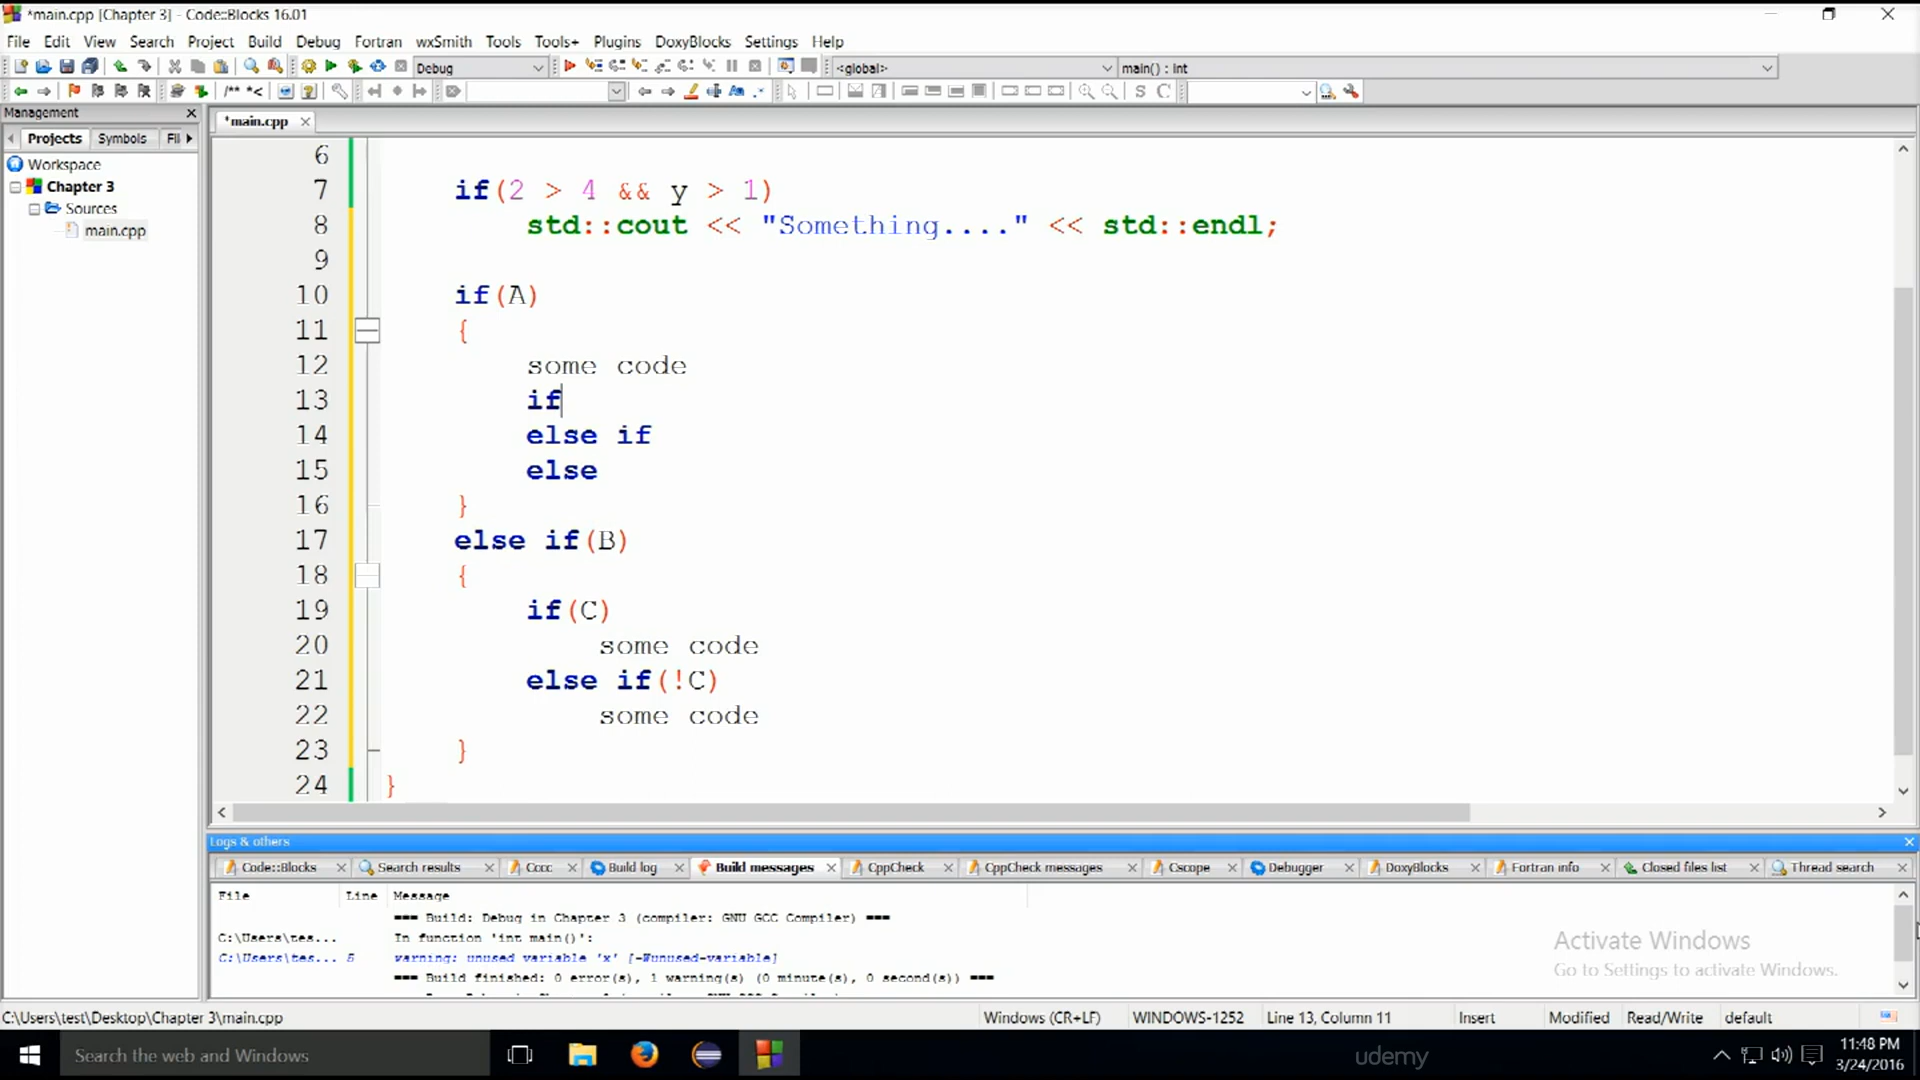 *main.cpp [Chapter 3] - Code::Blocks 16.01
File Edit View Search Project Build Debug Fortran wxSmith Tools Tools+ Plugins DoxyBlocks Settings Help
Debug <global> main() : int
/** *<
S C
Management
Projects Symbols Fil
Workspace
Chapter 3
Sources
main.cpp
*main.cpp
6
7 if(2 > 4 && y > 1)
8 std::cout << "Something...." << std::endl;
9
10 if(A)
11 {
12 some code
13 if
14 else if
15 else
16 }
17 else if(B)
18 {
19 if(C)
20 some code
21 else if(!C)
22 some code
23 }
24 }
Logs & others
Code::Blocks Search results Cccc Build log Build messages CppCheck CppCheck messages Cscope Debugger DoxyBlocks Fortran info Closed files list Thread search
File Line Message
=== Build: Debug in Chapter 3 (compiler: GNU GCC Compiler) ===
C:\Users\tes... In function 'int main()':
C:\Users\tes... 5 warning: unused variable 'x' [-Wunused-variable]
=== Build finished: 0 error(s), 1 warning(s) (0 minute(s), 0 second(s)) ===
Activate Windows
Go to Settings to activate Windows.
C:\Users\test\Desktop\Chapter 3\main.cpp Windows (CR+LF) WINDOWS-1252 Line 13, Column 11 Insert Modified Read/Write default
Search the web and Windows
udemy
11:48 PM
3/24/2016